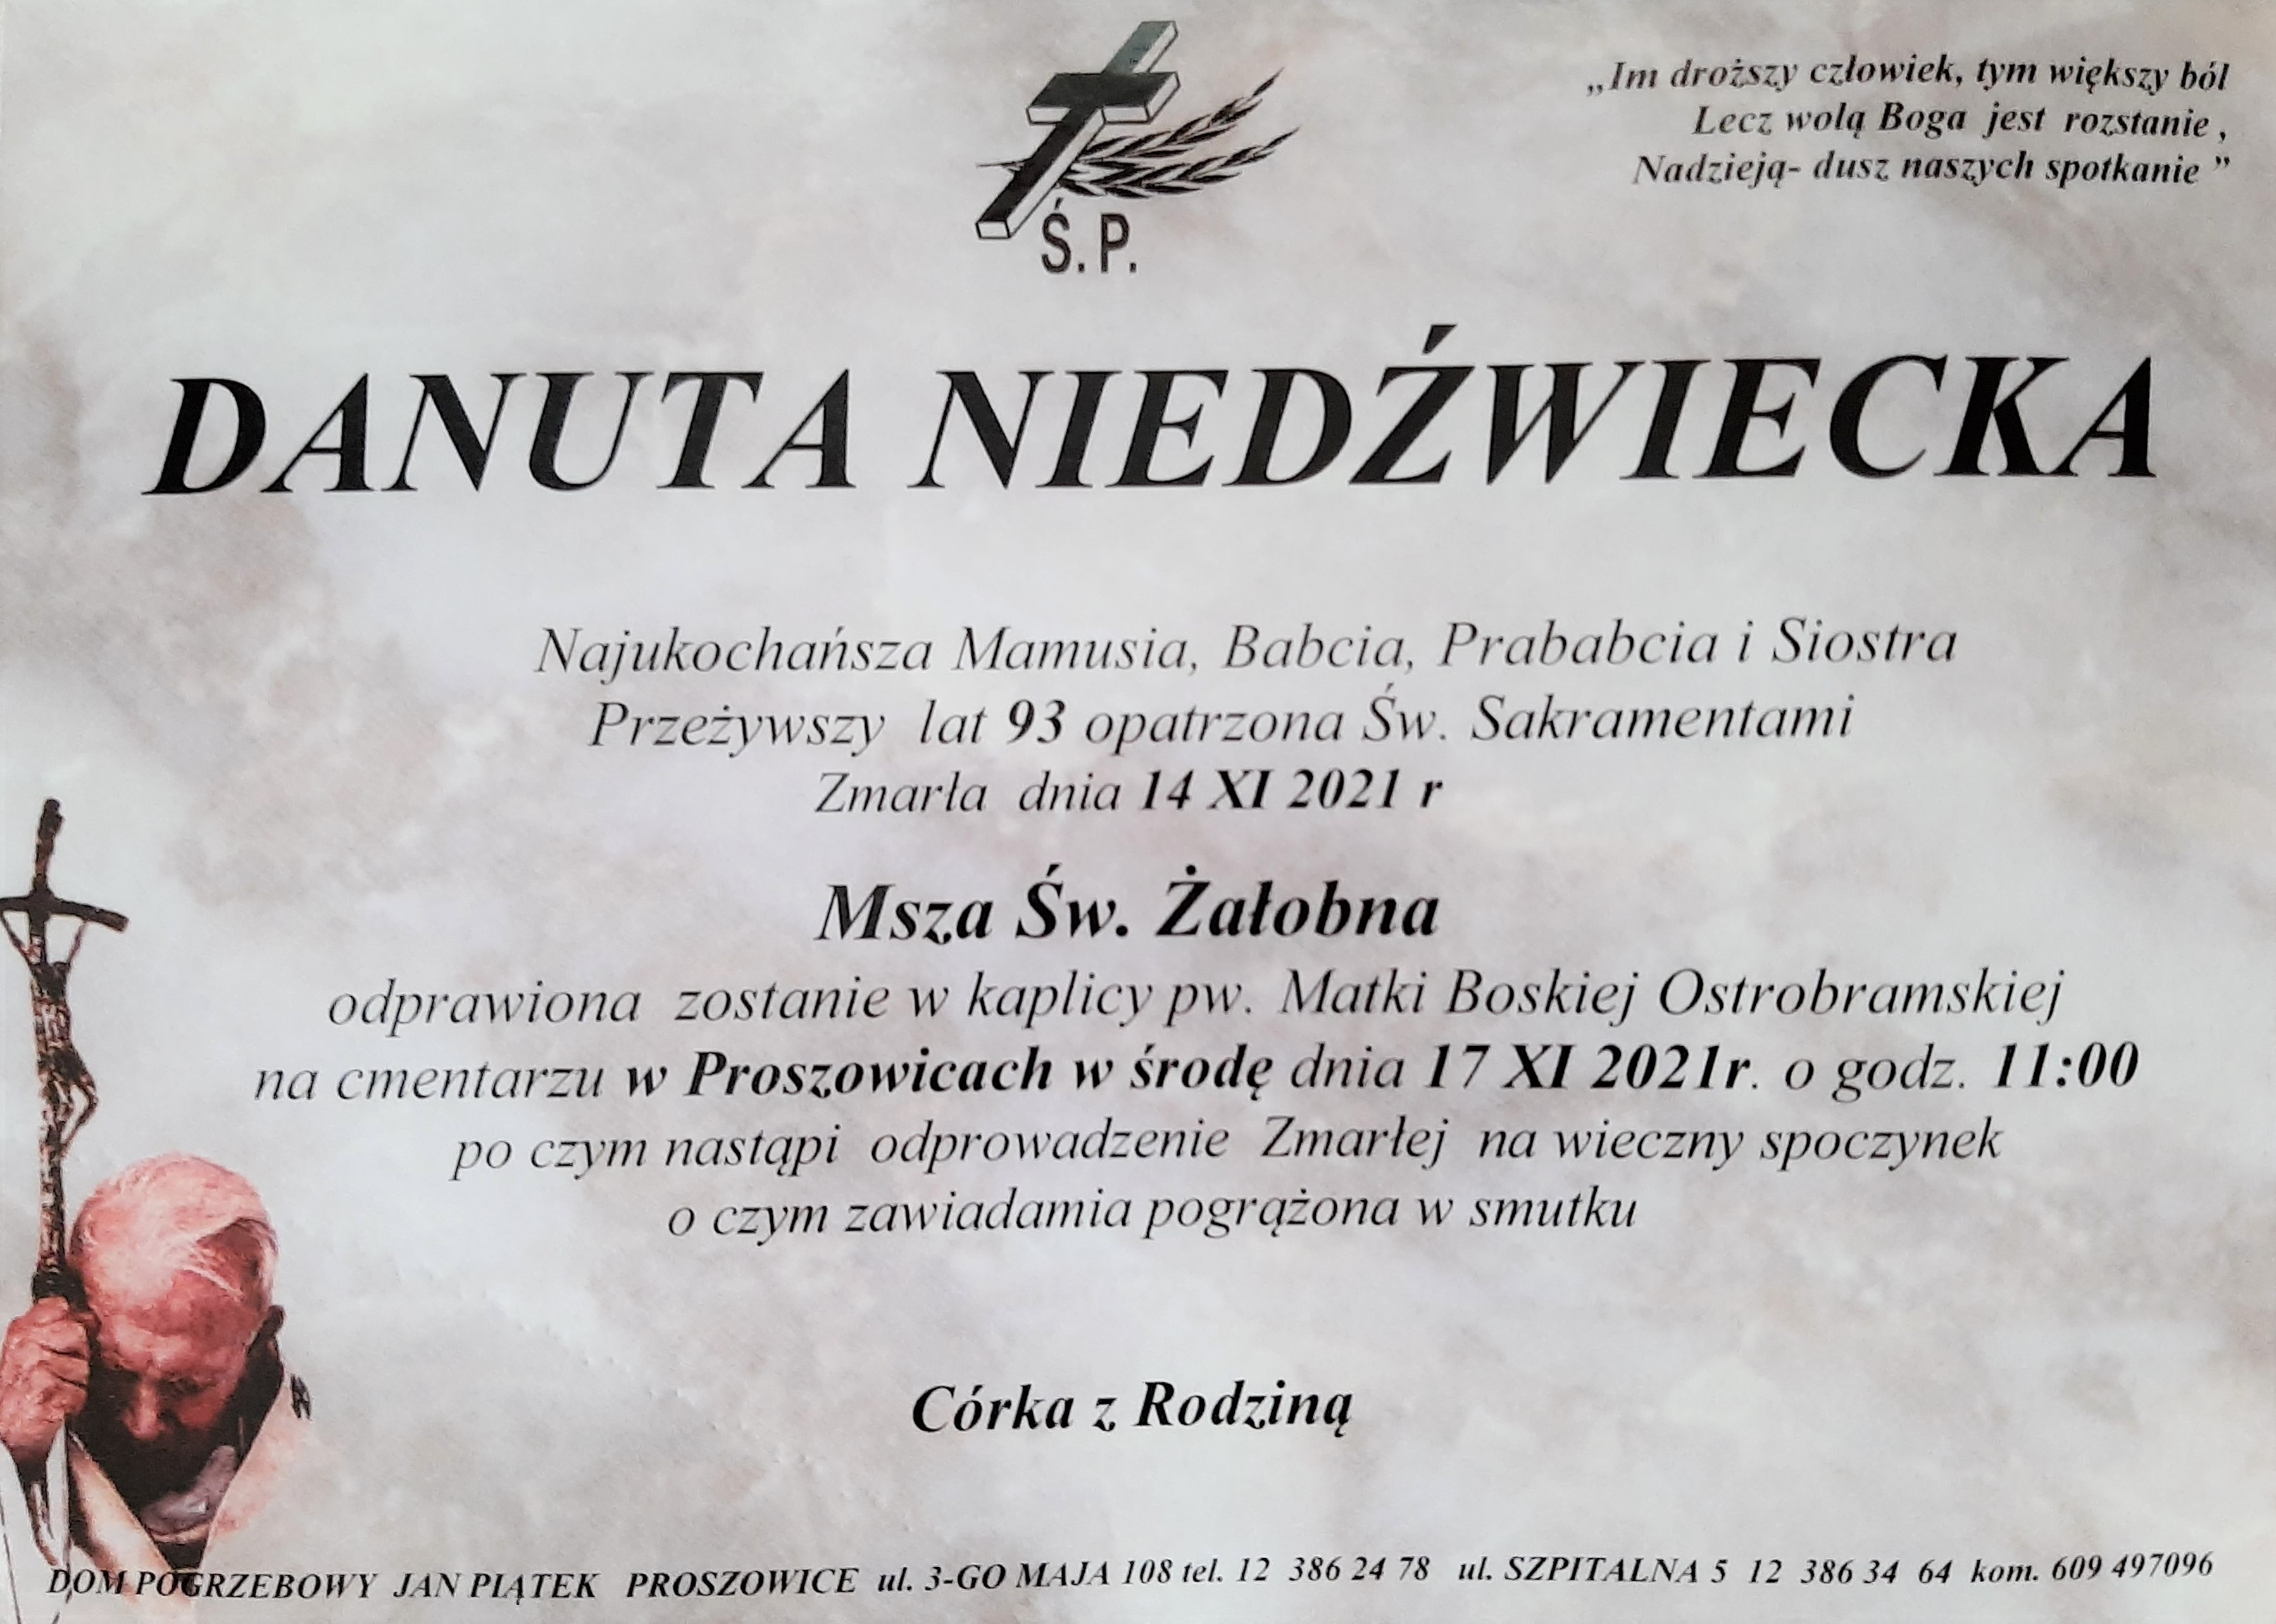 „Im droższy człowiek, tym większy ból
Lecz wolą Boga jest rozstanie ,
Nadzieją- dusz naszych spotkanie ”
Ś. P.
DANUTA NIEDŹWIECKA
Najukochańsza Mamusia, Babcia, Prababcia i Siostra
Przeżywszy lat 93 opatrzona Św. Sakramentami
Zmarła dnia 14 XI 2021 r
Msza Św. Żałobna
odprawiona zostanie w kaplicy pw. Matki Boskiej Ostrobramskiej
na cmentarzu w Proszowicach w środę dnia 17 XI 2021r. o godz. 11:00
po czym nastąpi odprowadzenie Zmarłej na wieczny spoczynek
o czym zawiadamia pogrążona w smutku
Córka z Rodziną
DOM POGRZEBOWY JAN PIĄTEK PROSZOWICE ul. 3-GO MAJA 108 tel. 12 386 24 78 ul. SZPITALNA 5 12 386 34 64 kom. 609 497096